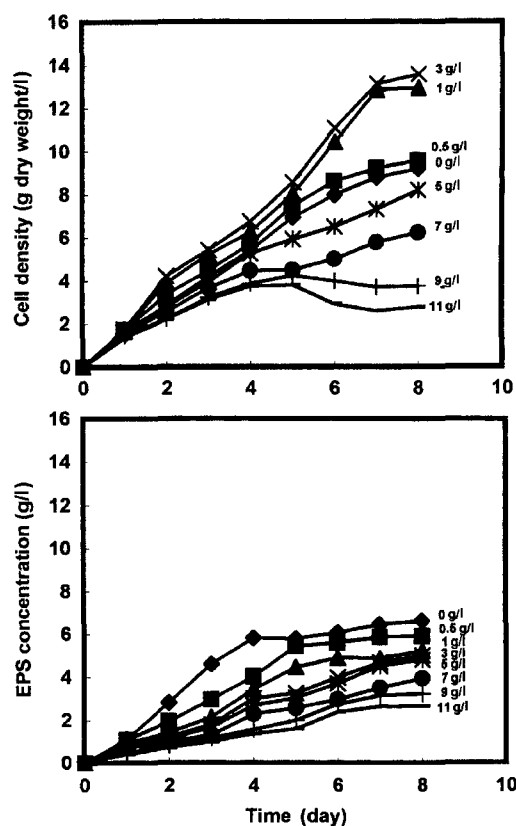 Cell density (g dry weight/l)
16
14
12
10
8
6
4
2
0
3 g/l
1 g/l
0.5 g/l
0 g/l
5 g/l
7 g/l
9 g/l
11 g/l
0 2 4 6 8 10
EPS concentration (g/l)
16
14
12
10
8
6
4
2
0
0 g/l
0.5 g/l
1 g/l
3 g/l
5 g/l
7 g/l
9 g/l
11 g/l
0 2 4 6 8 10
Time (day)